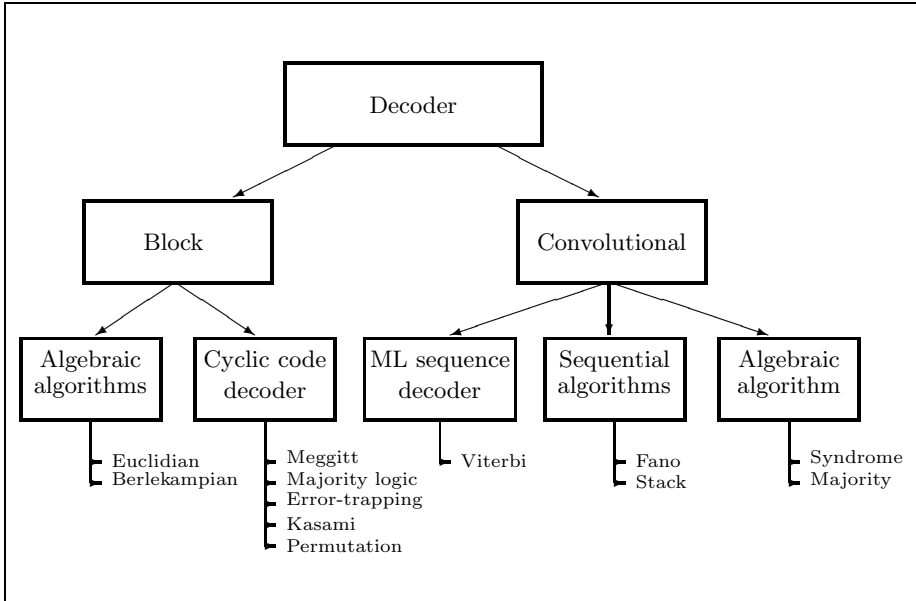 Decoder
Block
Convolutional
Algebraic
algorithms
Cyclic code
decoder
ML sequence
decoder
Sequential
algorithms
Algebraic
algorithm
Euclidian
Berlekampian
Meggitt
Majority logic
Error-trapping
Kasami
Permutation
Viterbi
Fano
Stack
Syndrome
Majority